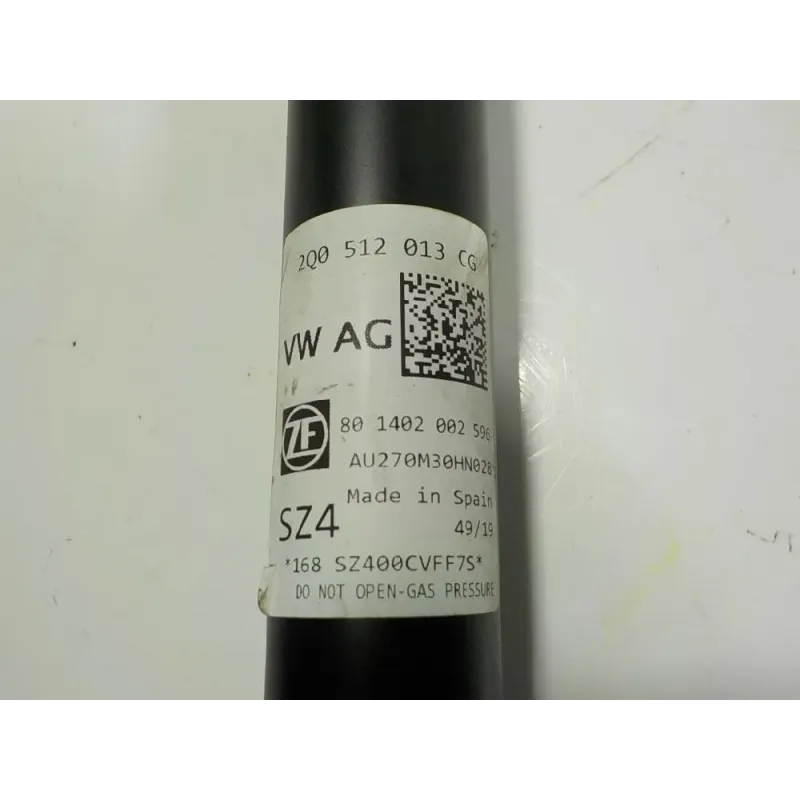 2Q0 512 013 CG
VW AG
ZF
80 1402 002 596
AU270M30HN028
Made in Spain
SZ4
49/19
*168 SZ400CVFF7S*
DO NOT OPEN-GAS PRESSURE